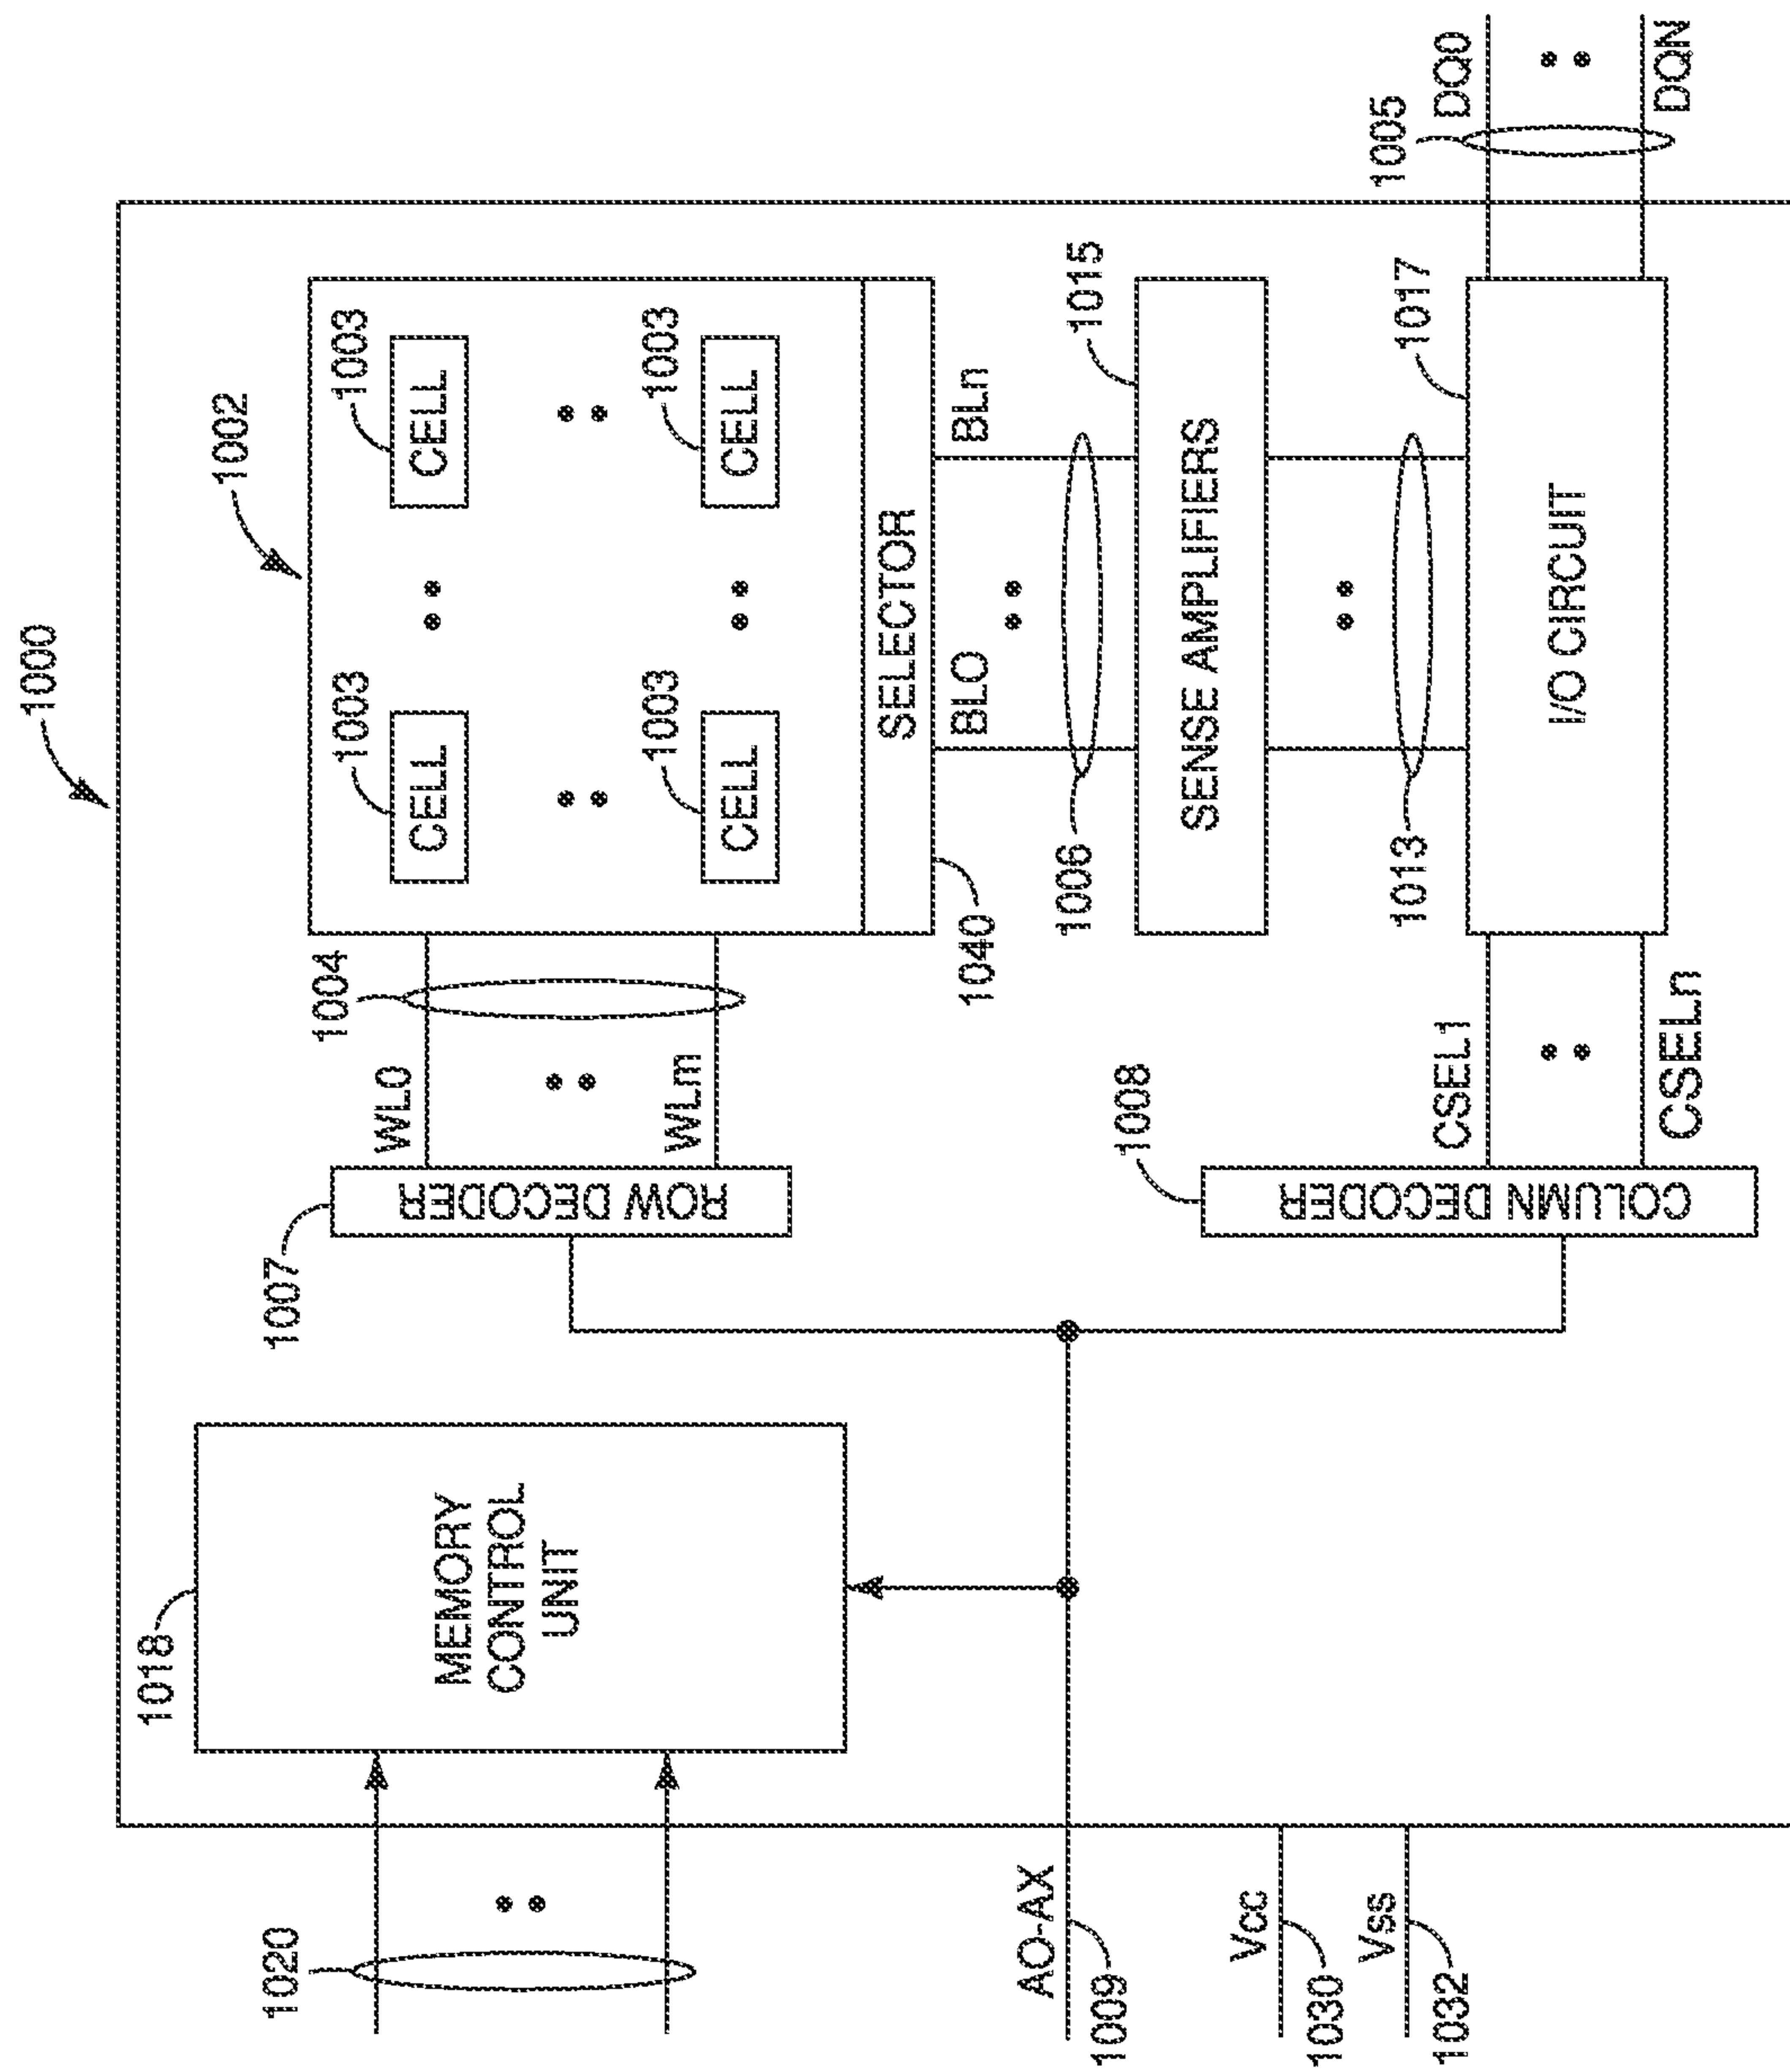 1000
1018
1002
1020
1007
1004
1003
1003
WL0
CELL
CELL
ROW DECODER
MEMORY
CONTROL
UNIT
1003
1003
WLm
CELL
CELL
SELECTOR
BLO
BLn
1040
AO-AX
1006
1015
1009
1008
SENSE AMPLIFIERS
Vcc
1030
Vss
1005
1013
1017
1032
CSEL1
DQ0
COLUMN DECODER
I/O CIRCUIT
CSELn
DQN